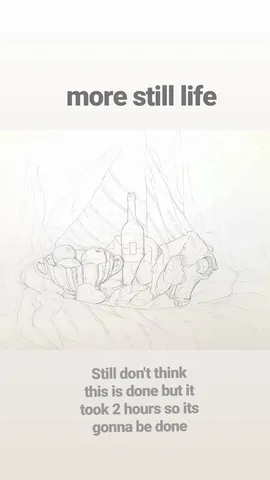 more still life
Still don't think
this is done but it
took 2 hours so its
gonna be done